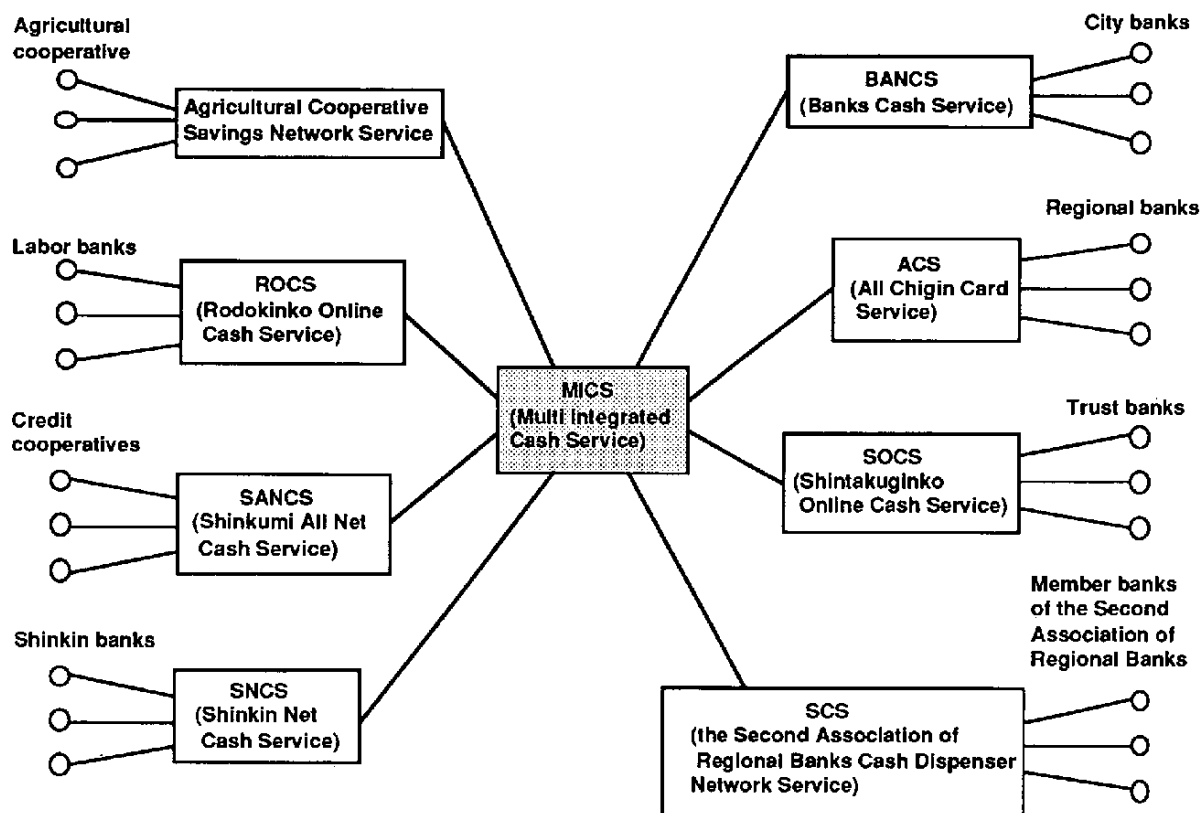 Agricultural
cooperative
Agricultural Cooperative
Savings Network Service
Labor banks
ROCS
(Rodokinko Online
Cash Service)
Credit
cooperatives
SANCS
(Shinkumi All Net
Cash Service)
Shinkin banks
SNCS
(Shinkin Net
Cash Service)
MICS
(Multi Integrated
Cash Service)
City banks
BANCS
(Banks Cash Service)
Regional banks
ACS
(All Chigin Card
Service)
Trust banks
SOCS
(Shintakuginko
Online Cash Service)
Member banks
of the Second
Association of
Regional Banks
SCS
(the Second Association of
Regional Banks Cash Dispenser
Network Service)